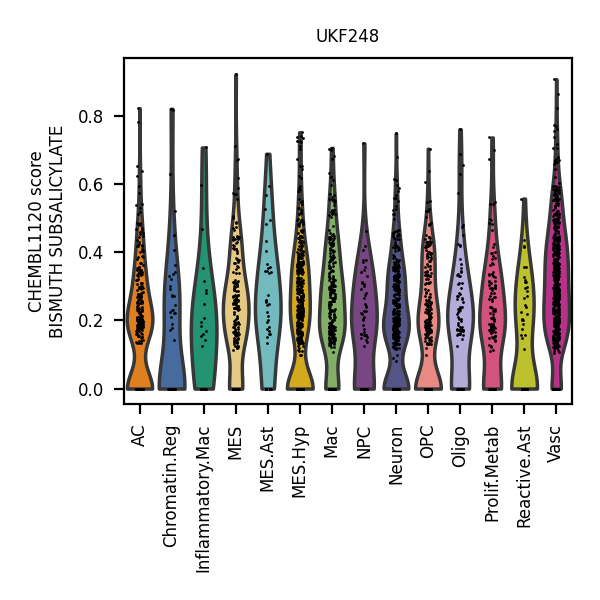 UKF248
CHEMBL1120 score
BISMUTH SUBSALICYLATE
0.8
0.6
0.4
0.2
0.0
AC
Chromatin.Reg
Inflammatory.Mac
MES
MES.Ast
MES.Hyp
Mac
NPC
Neuron
OPC
Oligo
Prolif.Metab
Reactive.Ast
Vasc